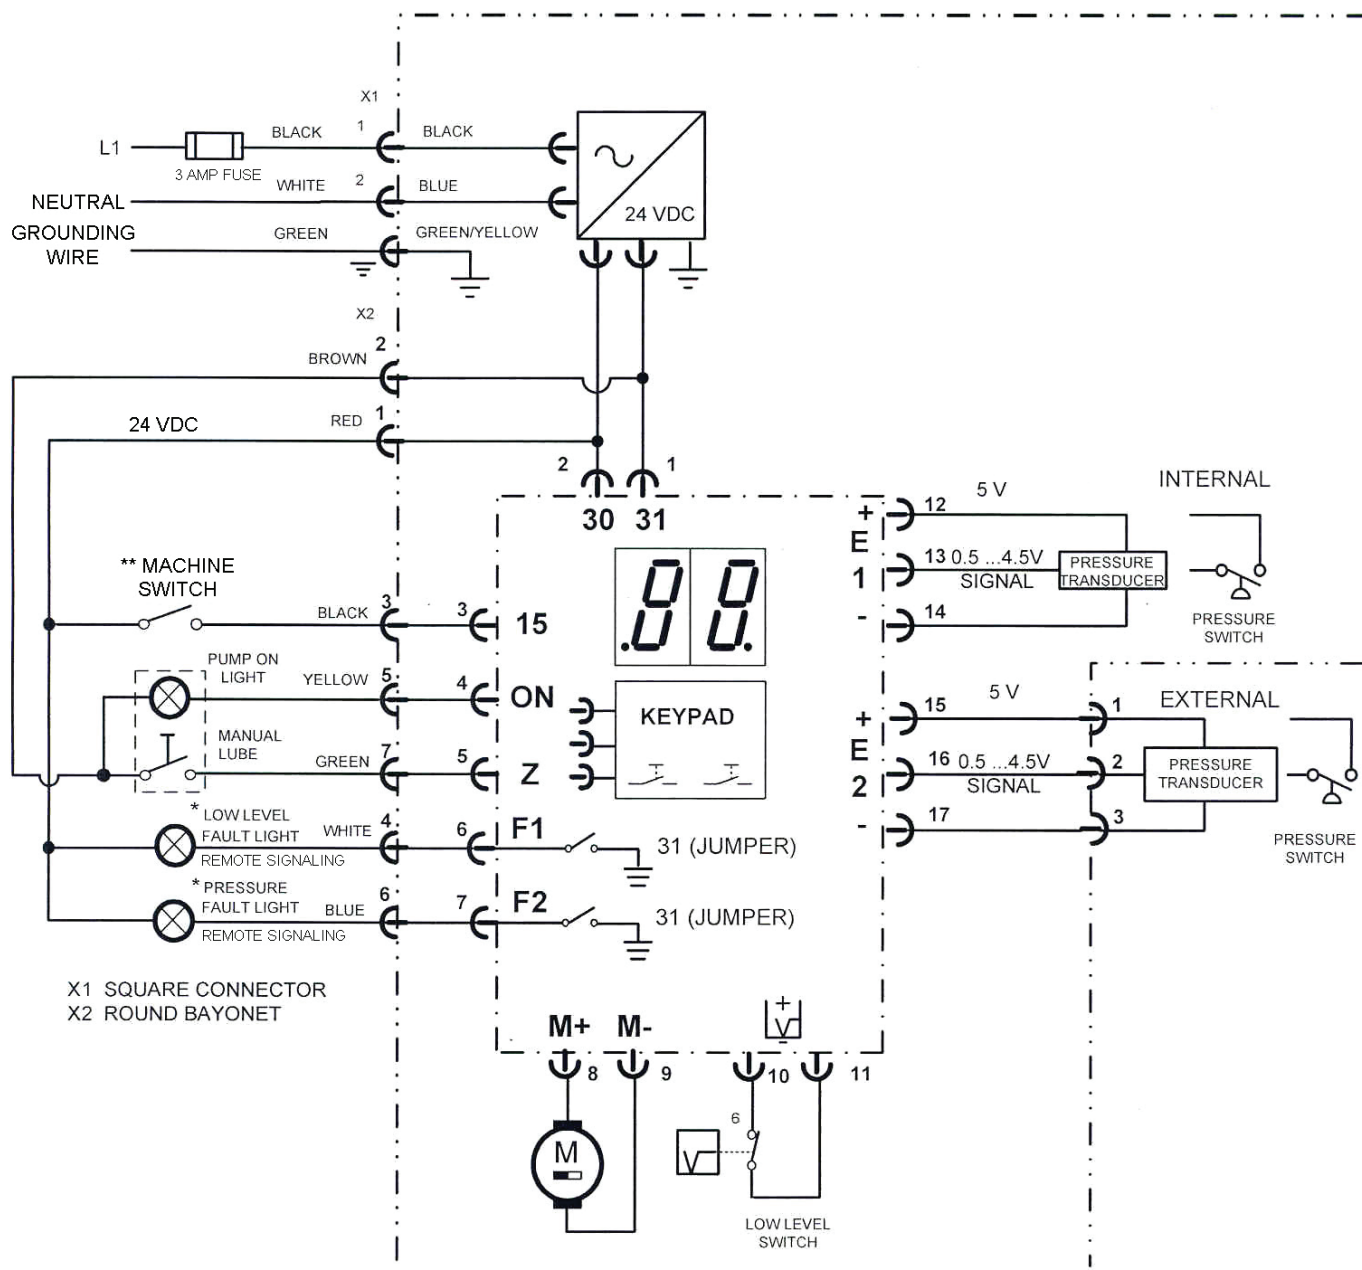 X1
L1
BLACK
1
BLACK
3 AMP FUSE
WHITE
2
BLUE
NEUTRAL
24 VDC
GROUNDING
WIRE
GREEN
GREEN/YELLOW
X2
BROWN
2
24 VDC
RED
1
2
1
30
31
+
12
5 V
INTERNAL
E
1
13
0.5 ...4.5V
SIGNAL
PRESSURE
TRANSDUCER
-
14
PRESSURE
SWITCH
** MACHINE
SWITCH
BLACK
3
3
15
PUMP ON
LIGHT
YELLOW
5
4
ON
KEYPAD
MANUAL
LUBE
GREEN
7
5
Z
+
15
5 V
1
EXTERNAL
E
2
16
0.5 ...4.5V
SIGNAL
2
PRESSURE
TRANSDUCER
-
17
3
PRESSURE
SWITCH
* LOW LEVEL
FAULT LIGHT
REMOTE SIGNALING
WHITE
4
6
F1
31 (JUMPER)
* PRESSURE
FAULT LIGHT
REMOTE SIGNALING
BLUE
6
7
F2
31 (JUMPER)
X1 SQUARE CONNECTOR
X2 ROUND BAYONET
M+
M-
+
-
8
9
10
11
M
6
LOW LEVEL
SWITCH